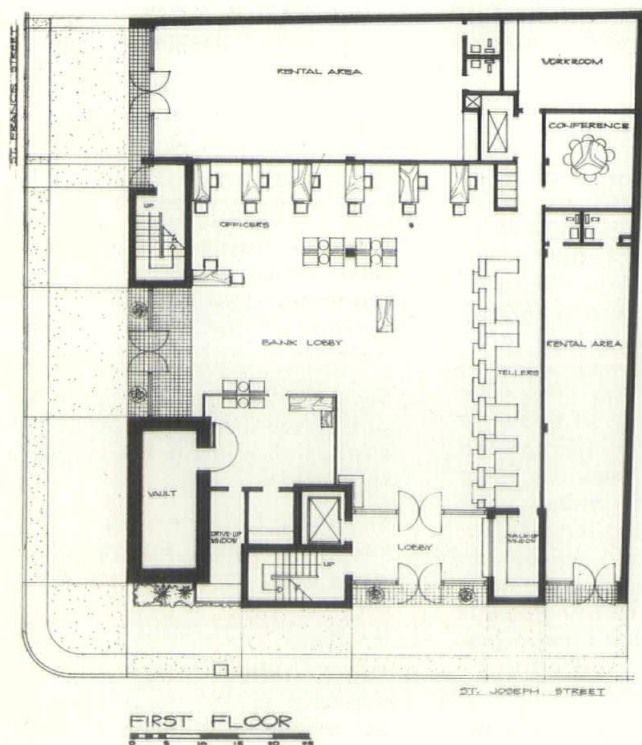 ST. FRANCE STREET
RENTAL AREA
WORKROOM
CONFERENCE
UP
OFFICERS
BANK LOBBY
RENTAL AREA
TELLERS
VAULT
DRIVE-UP
WINDOW
UP
LOBBY
WALK-UP
WINDOW
ST. JOSEPH STREET
FIRST FLOOR
0 5 10 15 20 25